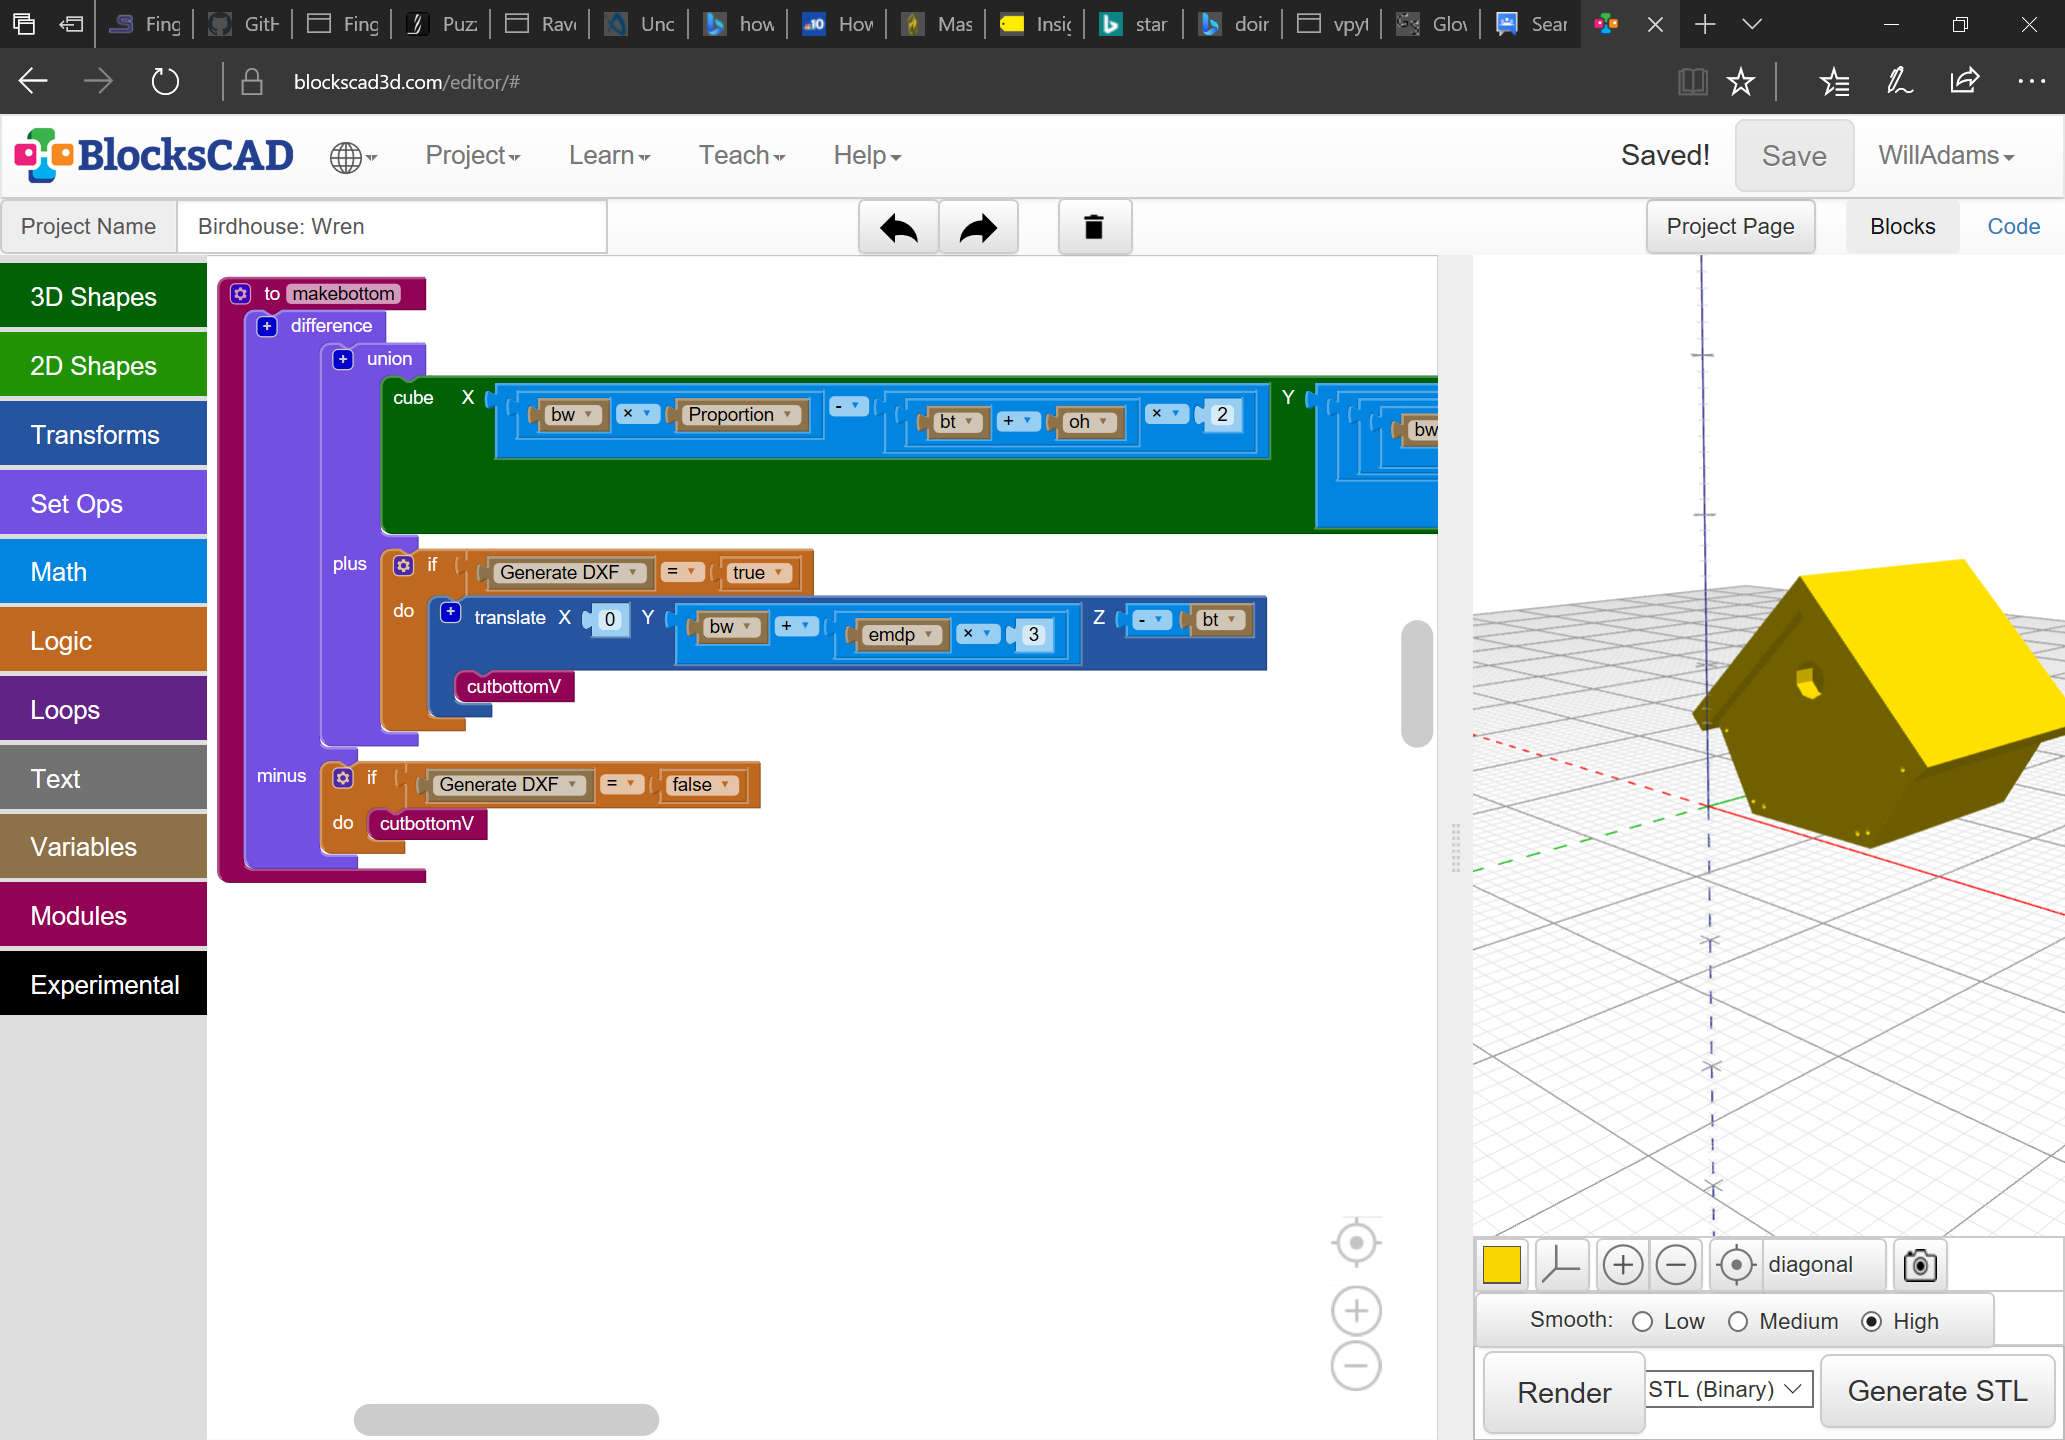 Fing GitH Fing Puz Rav Unc how How Mas Insi star doir vpyt Glov Sear
blockscad3d.com/editor/#
BlocksCAD Project Learn Teach Help Saved! Save WillAdams
Project Name Birdhouse: Wren Project Page Blocks Code
3D Shapes
2D Shapes
Transforms
Set Ops
Math
Logic
Loops
Text
Variables
Modules
Experimental
to makebottom
difference
union
cube X bw × Proportion - bt + oh × 2 Y bw
plus if Generate DXF = true
do translate X 0 Y bw + emdp × 3 Z - bt
cutbottomV
minus if Generate DXF = false
do cutbottomV
diagonal
Smooth: Low Medium High
Render STL (Binary) Generate STL